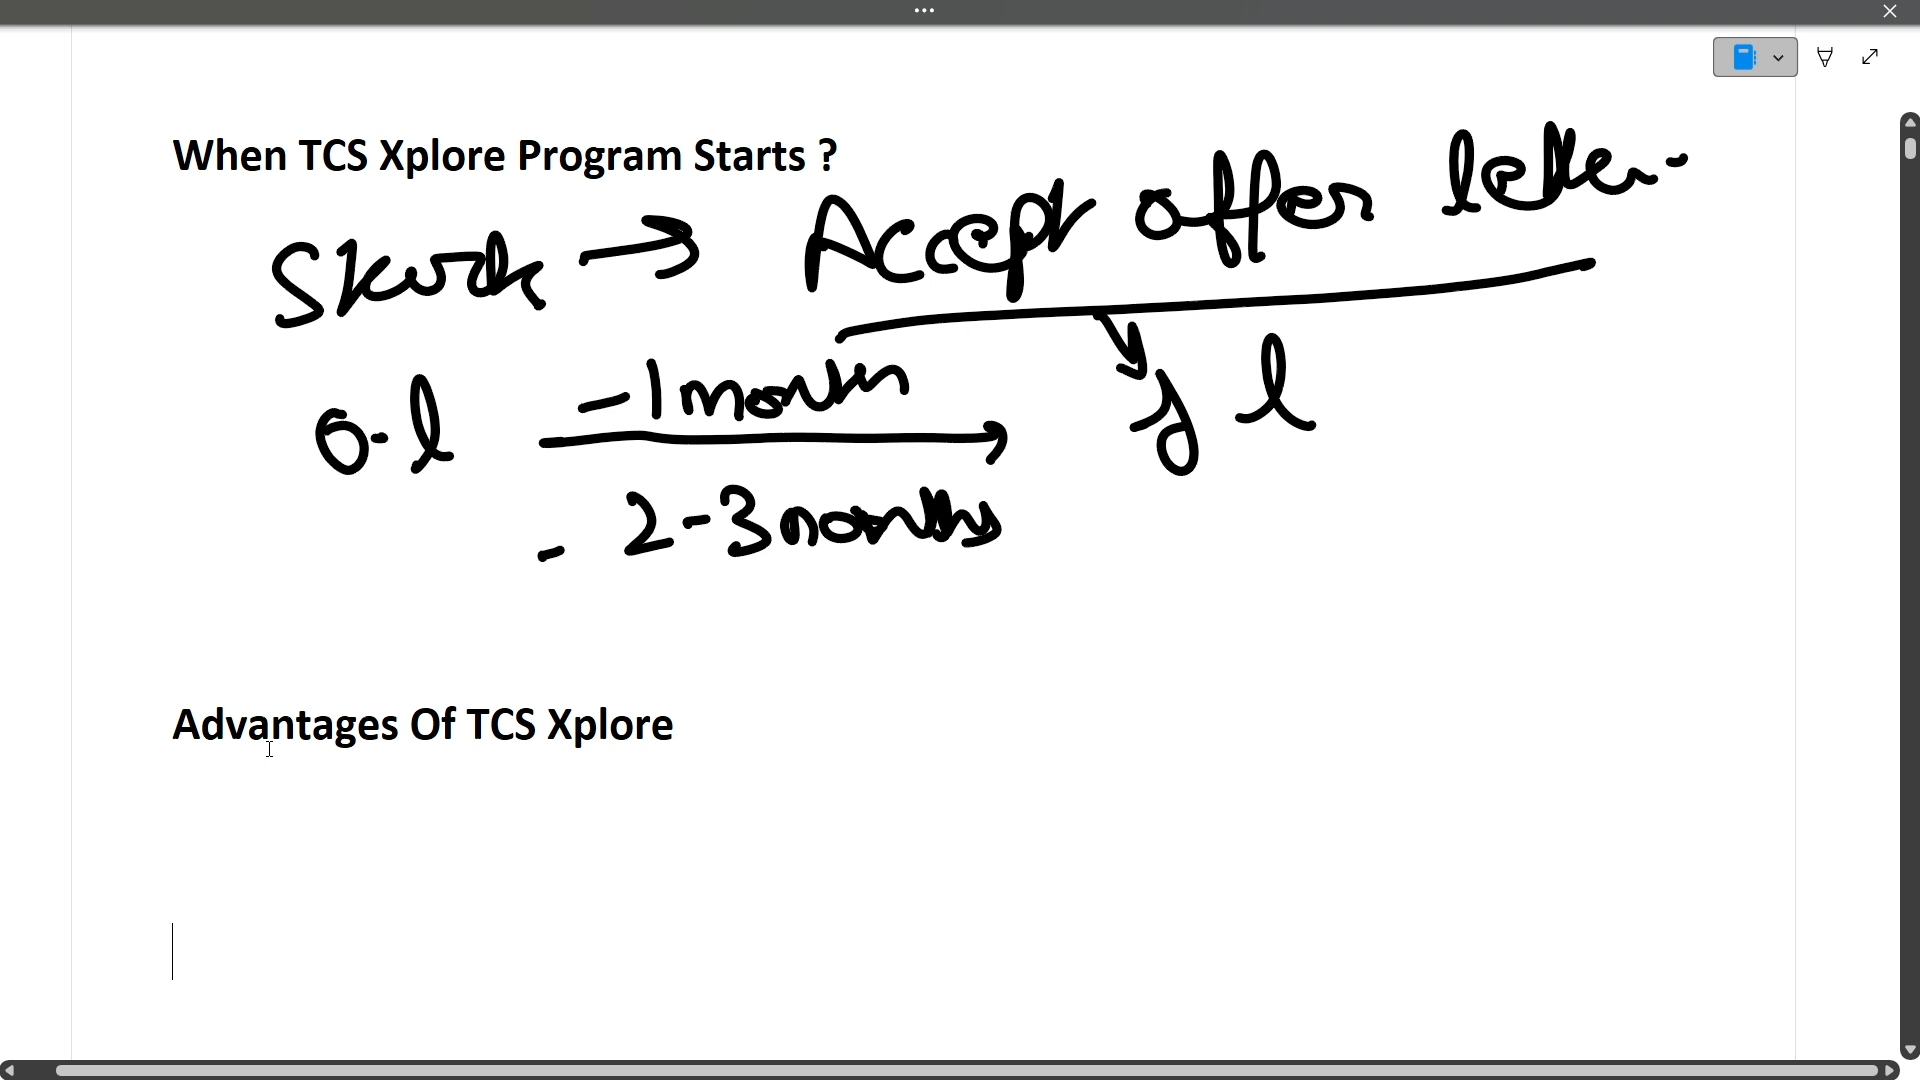 When TCS Xplore Program Starts ?
Start → Accept offer letter.
O.l - 1 month → J l
- 2-3 months
Advantages Of TCS Xplore